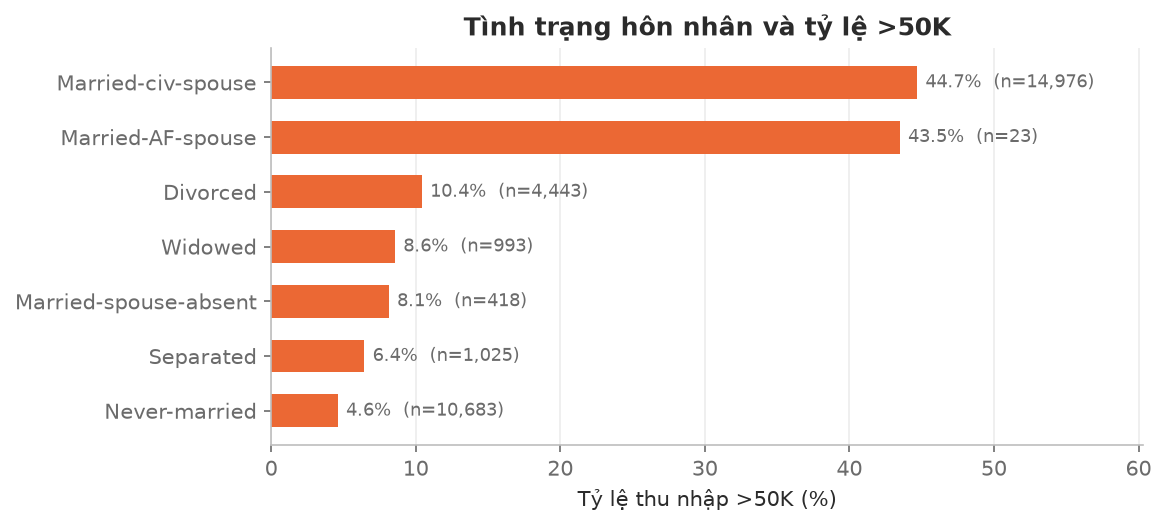 Tình trạng hôn nhân và tỷ lệ >50K
Married-civ-spouse 44.7% (n=14,976)
Married-AF-spouse 43.5% (n=23)
Divorced 10.4% (n=4,443)
Widowed 8.6% (n=993)
Married-spouse-absent 8.1% (n=418)
Separated 6.4% (n=1,025)
Never-married 4.6% (n=10,683)
0 10 20 30 40 50 60
Tỷ lệ thu nhập >50K (%)